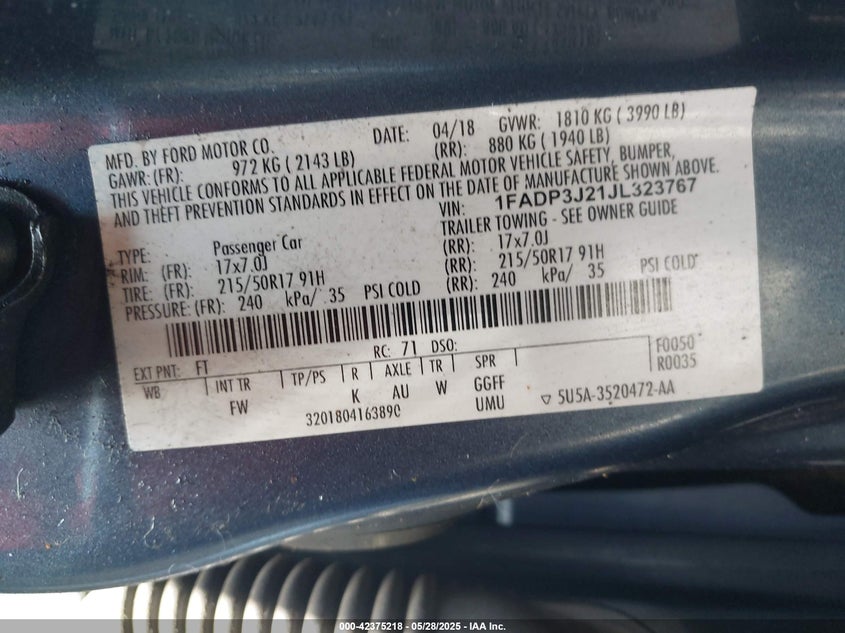 MFD. BY FORD MOTOR CO. DATE: 04/18 GVWR: 1810 KG ( 3990 LB)
GAWR: (FR): 972 KG ( 2143 LB) (RR): 880 KG ( 1940 LB)
THIS VEHICLE CONFORMS TO ALL APPLICABLE FEDERAL MOTOR VEHICLE SAFETY, BUMPER,
AND THEFT PREVENTION STANDARDS IN EFFECT ON THE DATE OF MANUFACTURE SHOWN ABOVE.
VIN: 1FADP3J21JL323767
TYPE: Passenger Car TRAILER TOWING - SEE OWNER GUIDE
RIM: (FR): 17x7.0J (RR): 17x7.0J
TIRE: (FR): 215/50R17 91H (RR): 215/50R17 91H
PRESSURE: (FR): 240 kPa/ 35 PSI COLD (RR): 240 kPa/ 35 PSI COLD
EXT PNT: FT RC: 71 DSO: F0050
WB INT TR TP/PS R AXLE TR SPR R0035
FW K AU W GGFF
320180416389C UMU ▽ 5U5A-3520472-AA
000-42375218 - 05/28/2025 - IAA Inc.